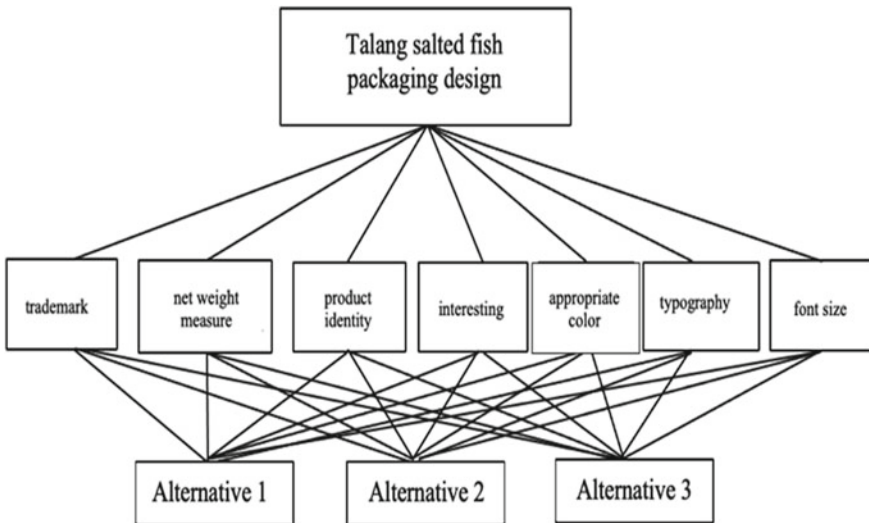 Talang salted fish
packaging design
trademark
net weight
measure
product
identity
interesting
appropriate
color
typography
font size
Alternative 1
Alternative 2
Alternative 3